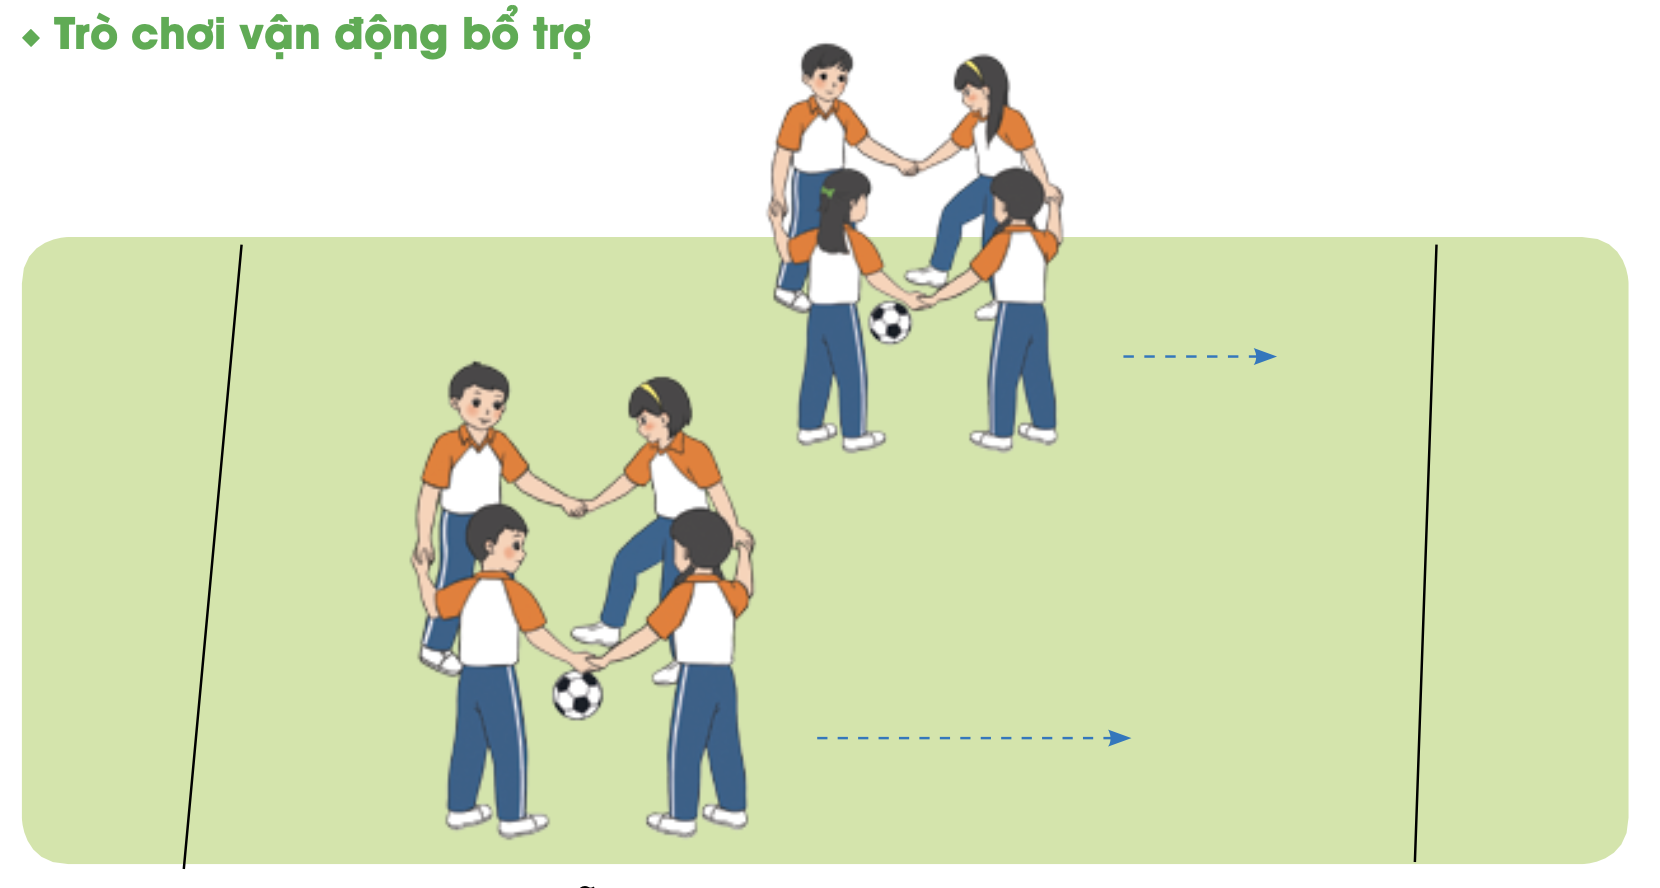 ◆ Trò chơi vận động bổ trợ